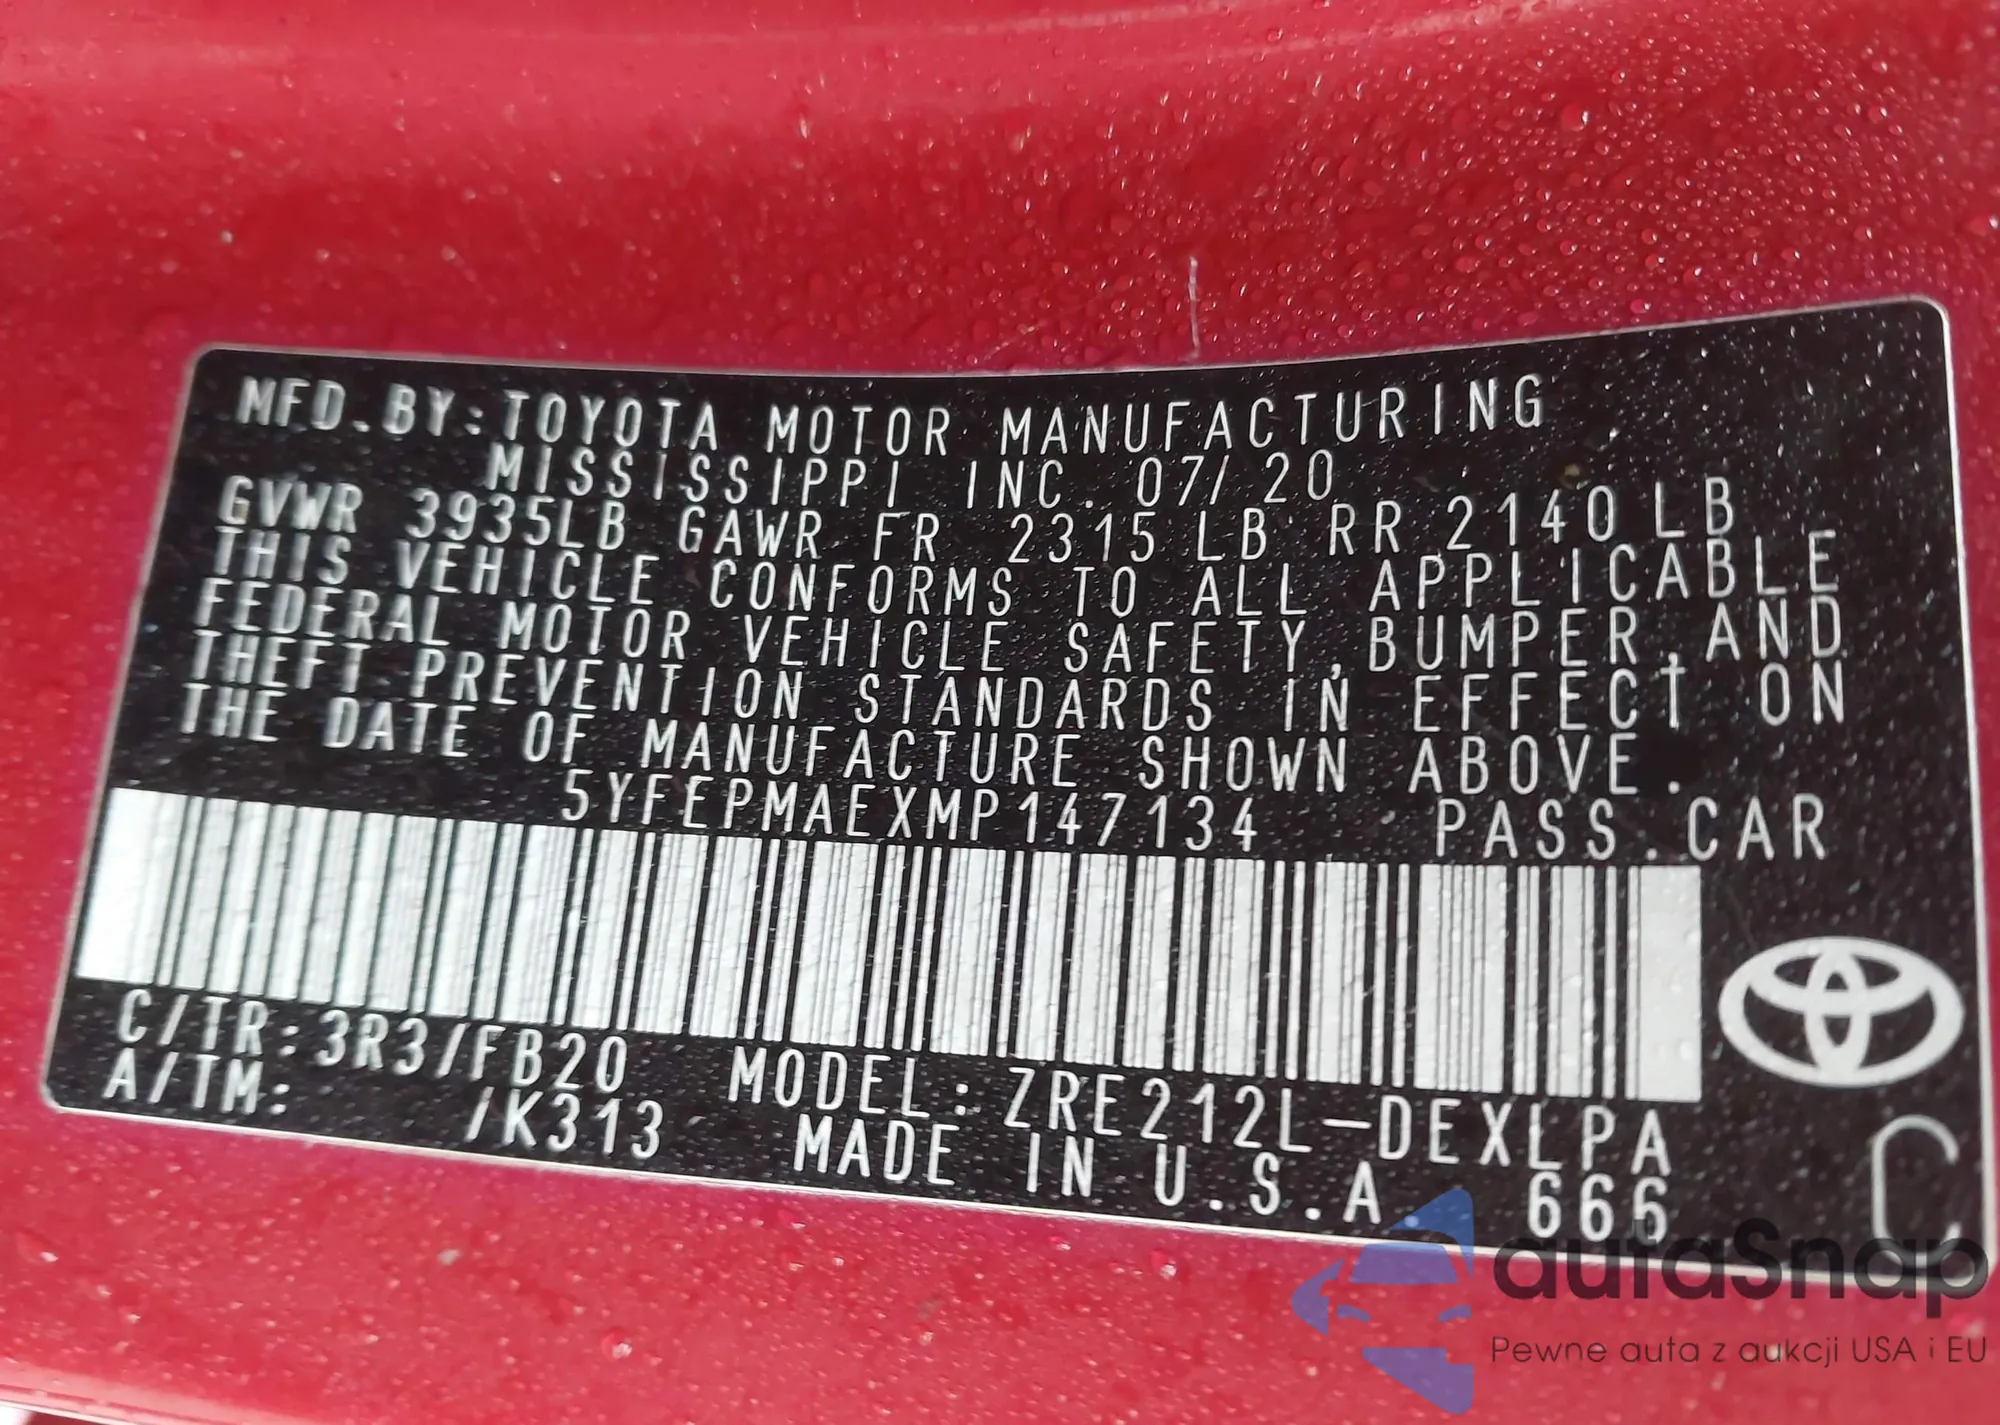 MFD.BY:TOYOTA MOTOR MANUFACTURING
MISSISSIPPI INC. 07/20
GVWR 3935LB GAWR FR 2315 LB RR 2140 LB
THIS VEHICLE CONFORMS TO ALL APPLICABLE
FEDERAL MOTOR VEHICLE SAFETY,BUMPER,AND
THEFT PREVENTION STANDARDS IN EFFECT ON
THE DATE OF MANUFACTURE SHOWN ABOVE.
5YFEPMAEXMP147134 PASS.CAR
C/TR:3R3/FB20 MODEL:ZRE212L-DEXLPA
A/TM: /K313 MADE IN U.S.A 666
C
autaSnap
Pewne auta z aukcji USA i EU